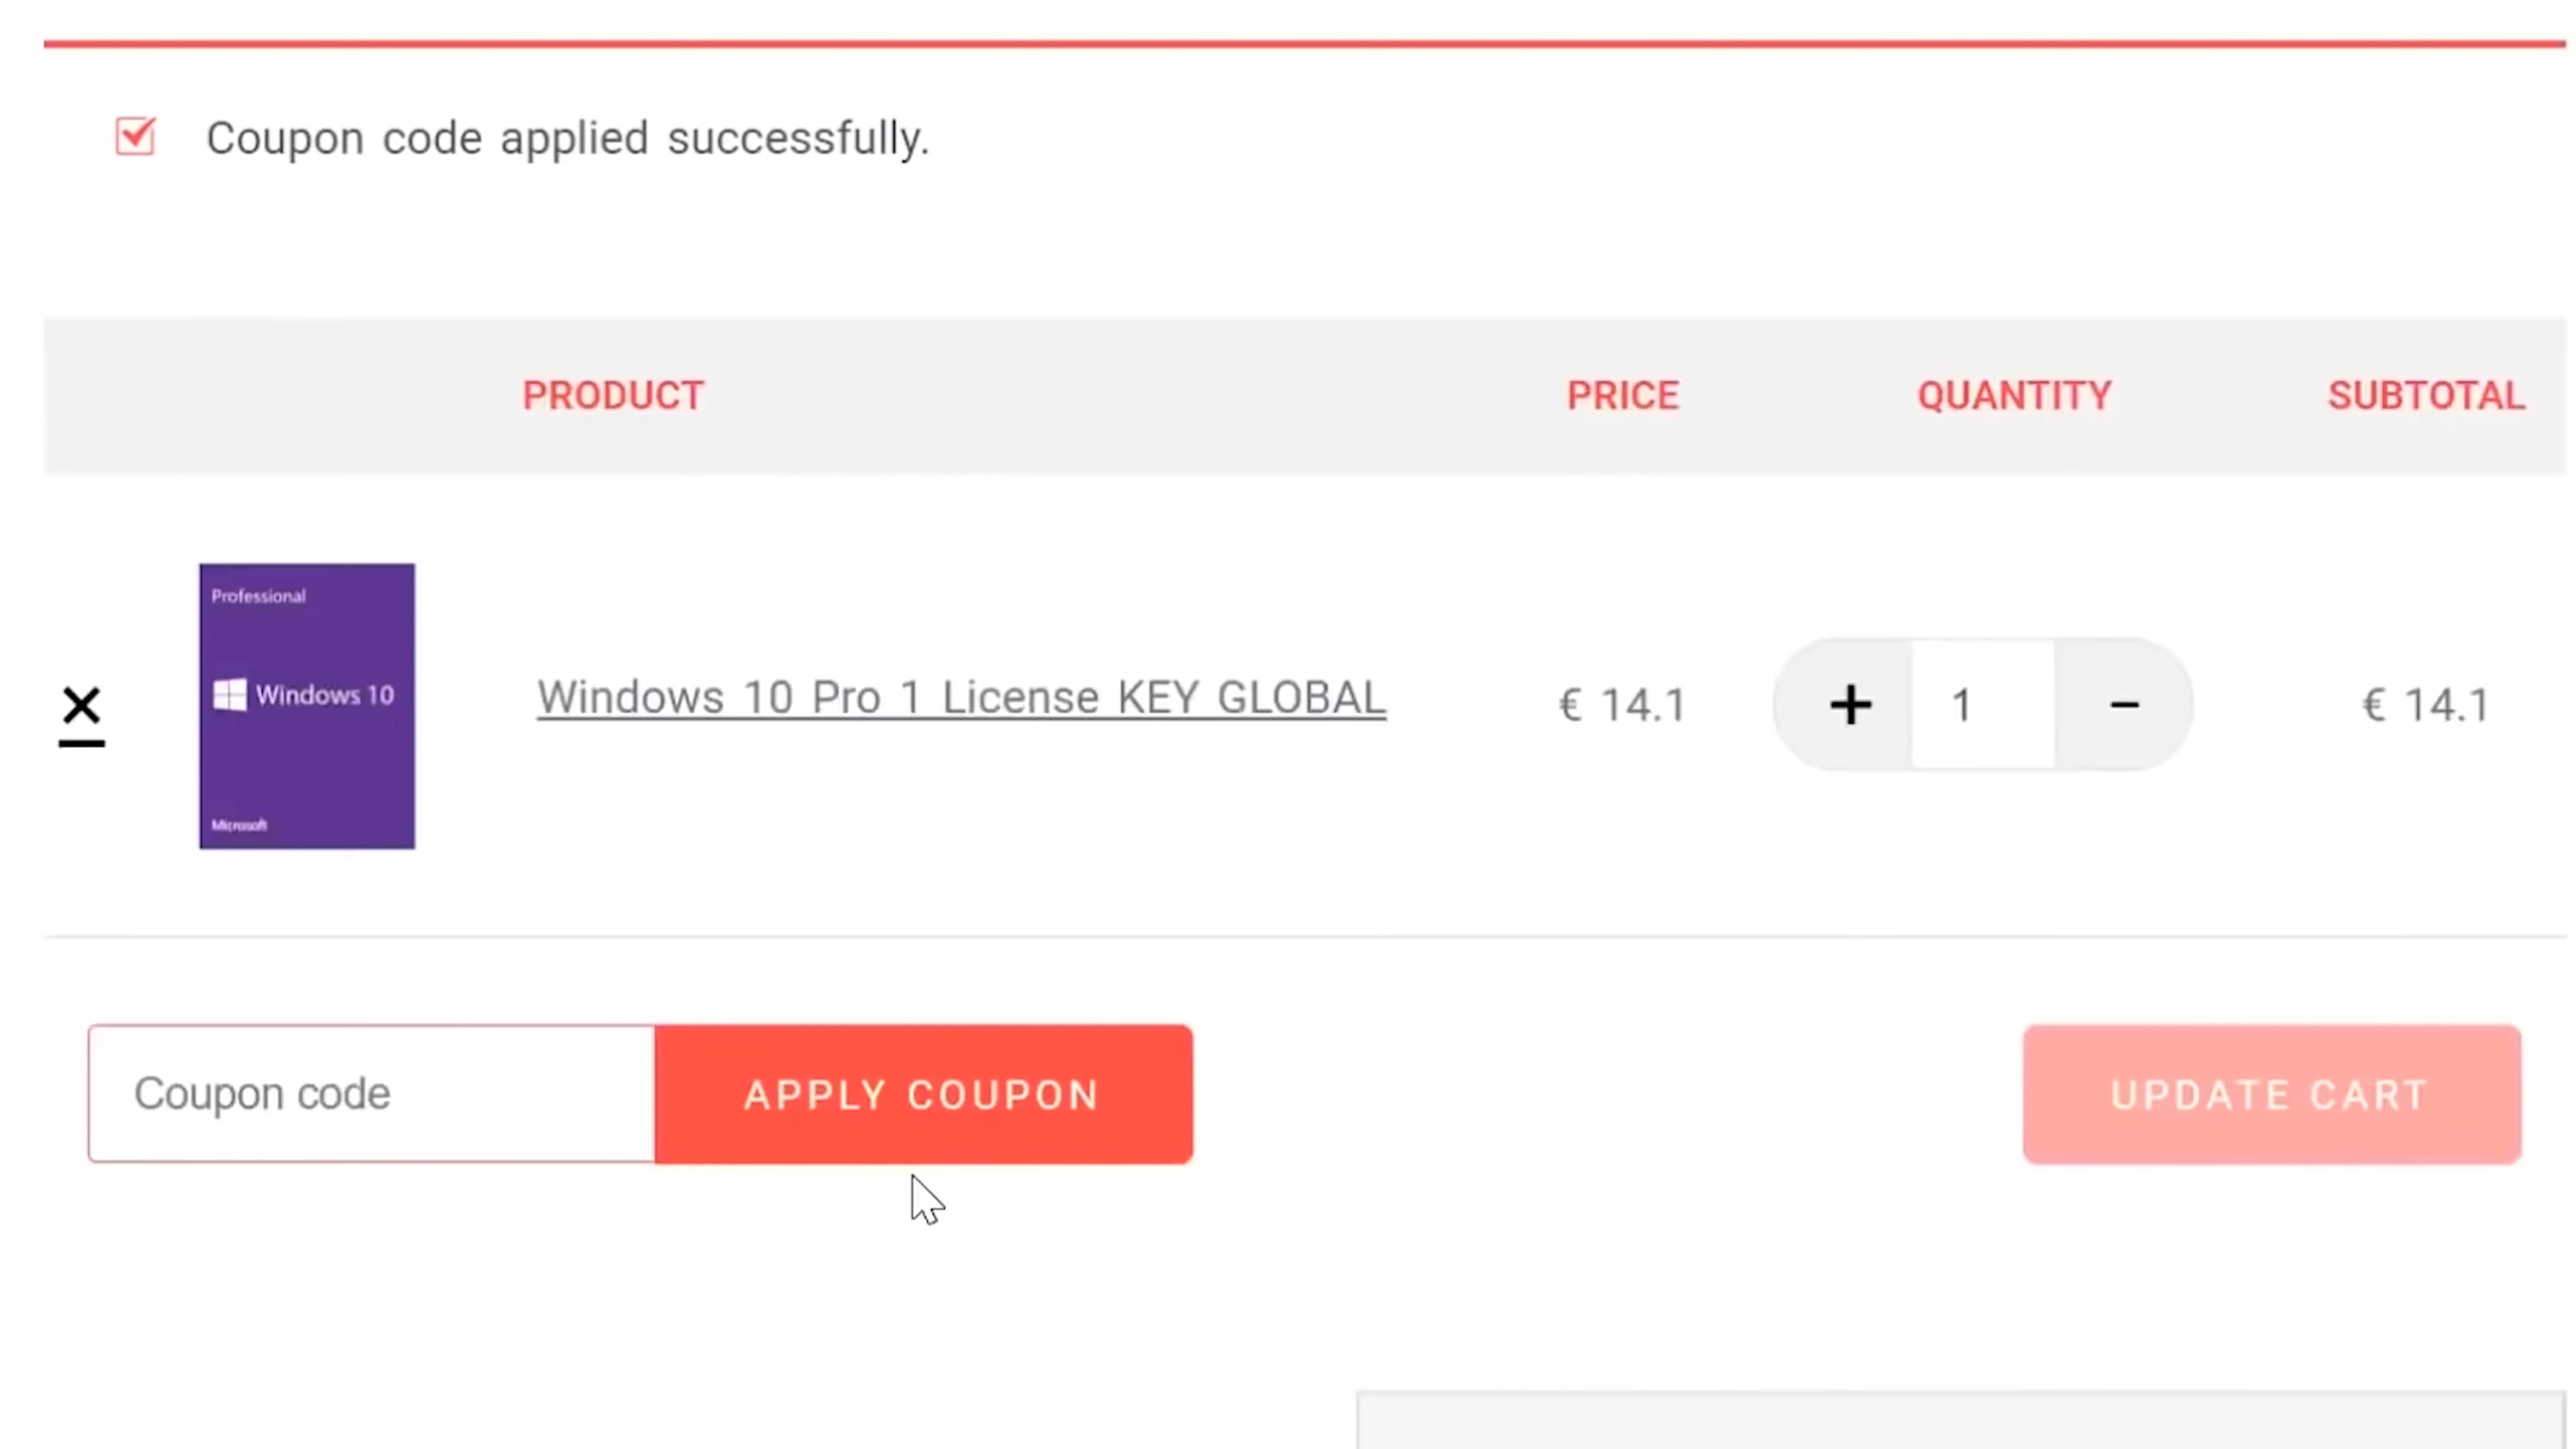 Coupon code applied successfully.
PRODUCT PRICE QUANTITY SUBTOTAL
Professional
Windows 10
Microsoft
Windows 10 Pro 1 License KEY GLOBAL € 14.1 + 1 − € 14.1
Coupon code APPLY COUPON UPDATE CART